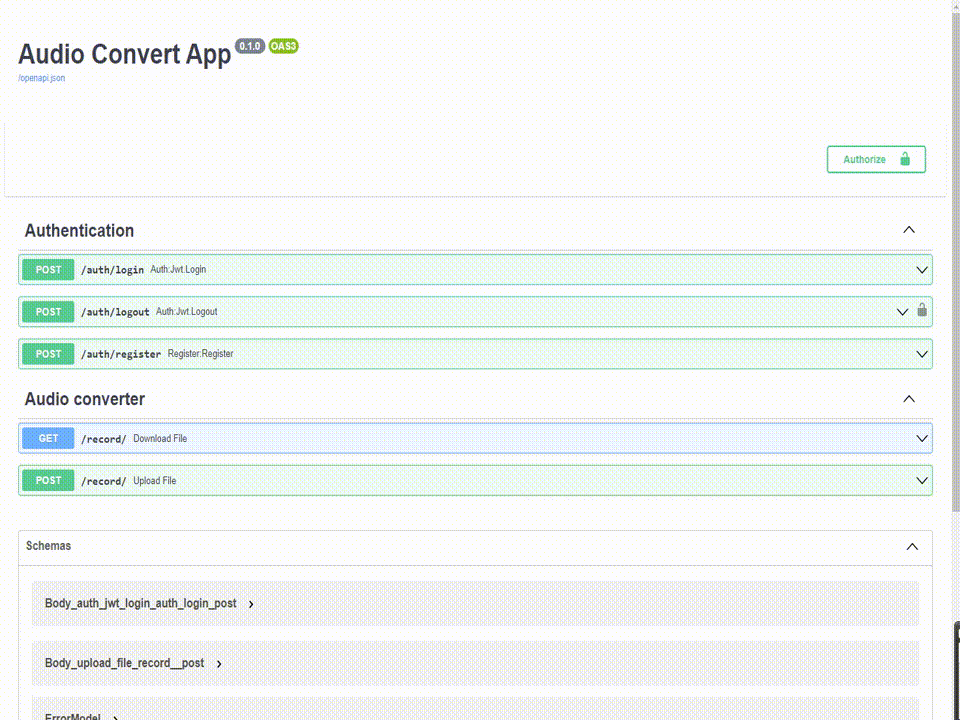 Audio Convert App 0.1.0 OAS3
/openapi.json
Authorize
Authentication
POST /auth/login Auth:Jwt.Login
POST /auth/logout Auth:Jwt.Logout
POST /auth/register Register:Register
Audio converter
GET /record/ Download File
POST /record/ Upload File
Schemas
Body_auth_jwt_login_auth_login_post
Body_upload_file_record__post
ErrorModel